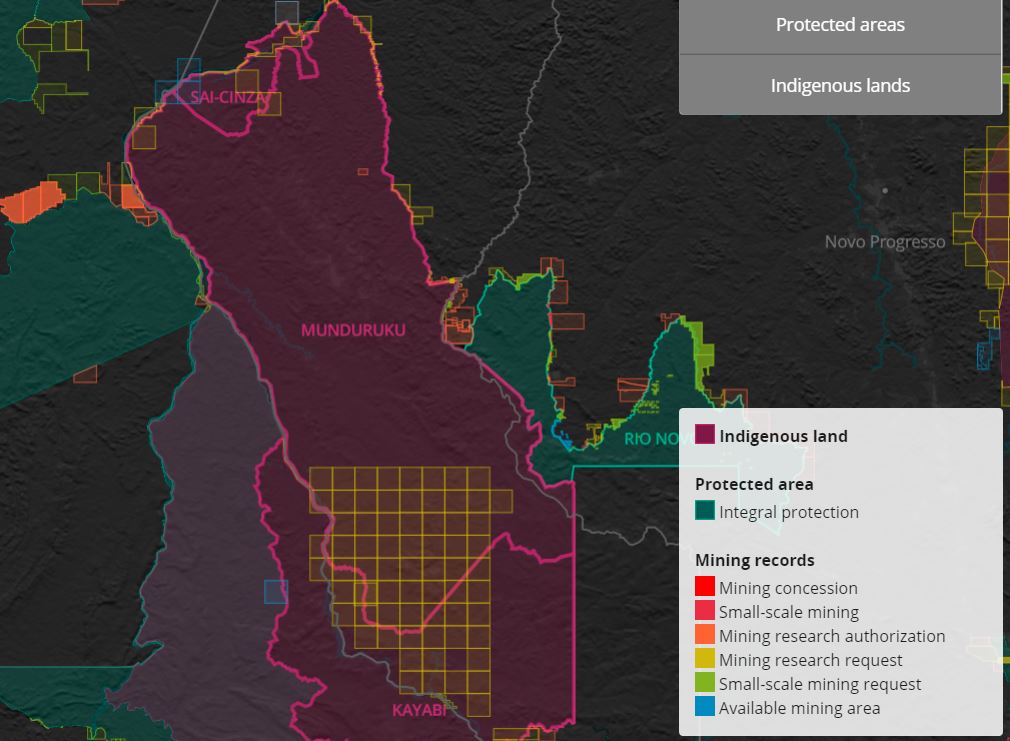 Protected areas
Indigenous lands
SAI-CINZA
Novo Progresso
MUNDURUKU
RIO NOV
KAYABI
Indigenous land
Protected area
Integral protection
Mining records
Mining concession
Small-scale mining
Mining research authorization
Mining research request
Small-scale mining request
Available mining area